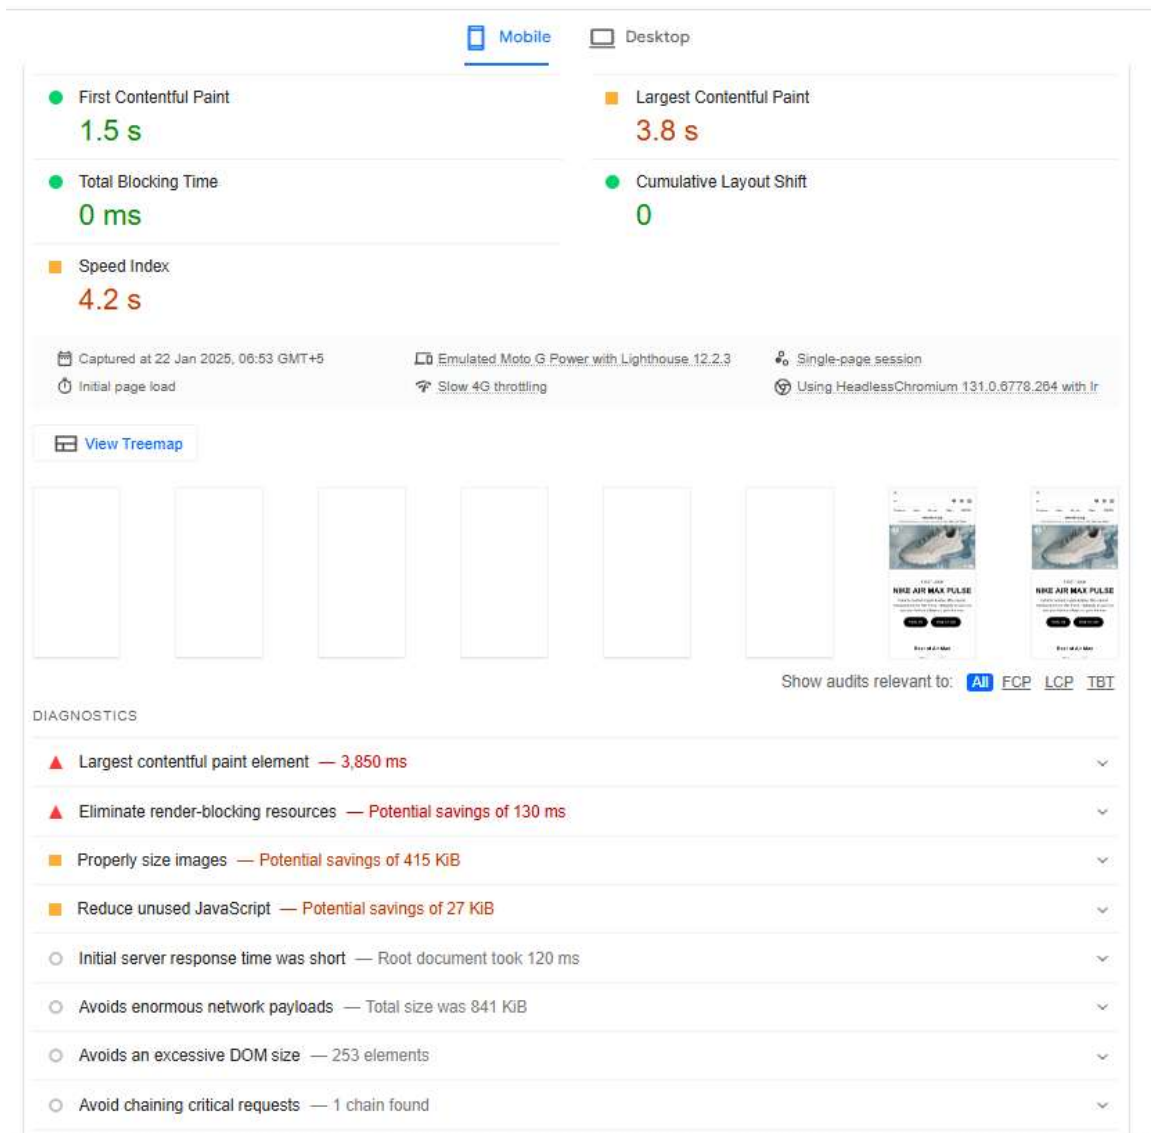 Mobile
Desktop
First Contentful Paint
1.5 s
Largest Contentful Paint
3.8 s
Total Blocking Time
0 ms
Cumulative Layout Shift
0
Speed Index
4.2 s
Captured at 22 Jan 2025, 06:53 GMT+5
Emulated Moto G Power with Lighthouse 12.2.3
Single-page session
Initial page load
Slow 4G throttling
Using HeadlessChromium 131.0.6778.264 with lr
View Treemap
NIKE AIR MAX PULSE
NIKE AIR MAX PULSE
Show audits relevant to: All FCP LCP TBT
DIAGNOSTICS
Largest contentful paint element — 3,850 ms
Eliminate render-blocking resources — Potential savings of 130 ms
Properly size images — Potential savings of 415 KiB
Reduce unused JavaScript — Potential savings of 27 KiB
Initial server response time was short — Root document took 120 ms
Avoids enormous network payloads — Total size was 841 KiB
Avoids an excessive DOM size — 253 elements
Avoid chaining critical requests — 1 chain found